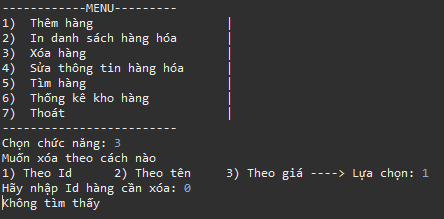 ------------MENU---------
1)  Thêm hàng                  |
2)  In danh sách hàng hóa      |
3)  Xóa hàng                   |
4)  Sửa thông tin hàng hóa     |
5)  Tìm hàng                   |
6)  Thống kê kho hàng          |
7)  Thoát                      |
-------------------------
Chọn chức năng: 3
Muốn xóa theo cách nào
1) Theo Id      2) Theo tên     3) Theo giá ----> Lựa chọn: 1
Hãy nhập Id hàng cần xóa: 0
Không tìm thấy